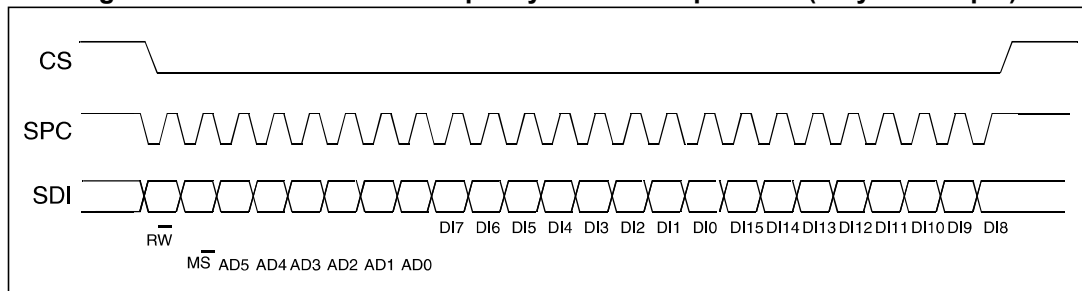 CS
SPC
SDI
DI7 DI6 DI5 DI4 DI3 DI2 DI1 DI0 DI15 DI14 DI13 DI12 DI11 DI10 DI9 DI8
RW
MS AD5 AD4 AD3 AD2 AD1 AD0